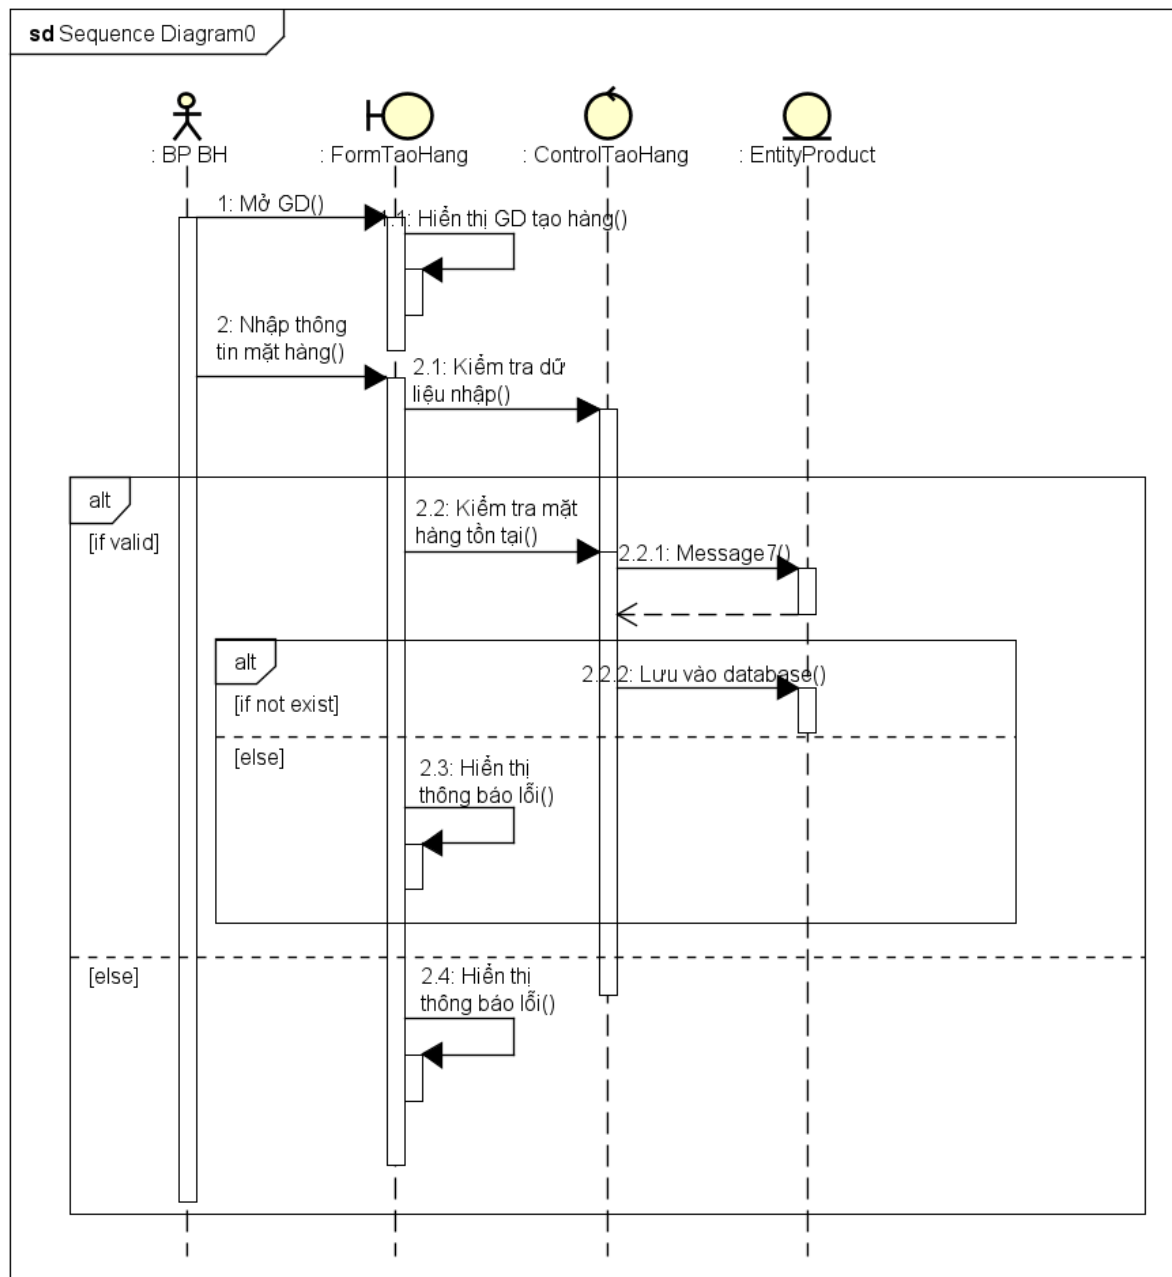 sd Sequence Diagram0
: BP BH
: FormTaoHang
: ControlTaoHang
: EntityProduct
1: Mở GD()
1.1: Hiển thị GD tạo hàng()
2: Nhập thông
tin mặt hàng()
2.1: Kiểm tra dữ
liệu nhập()
alt
[if valid]
2.2: Kiểm tra mặt
hàng tồn tại()
2.2.1: Message7()
alt
[if not exist]
2.2.2: Lưu vào database()
[else]
2.3: Hiển thị
thông báo lỗi()
[else]
2.4: Hiển thị
thông báo lỗi()